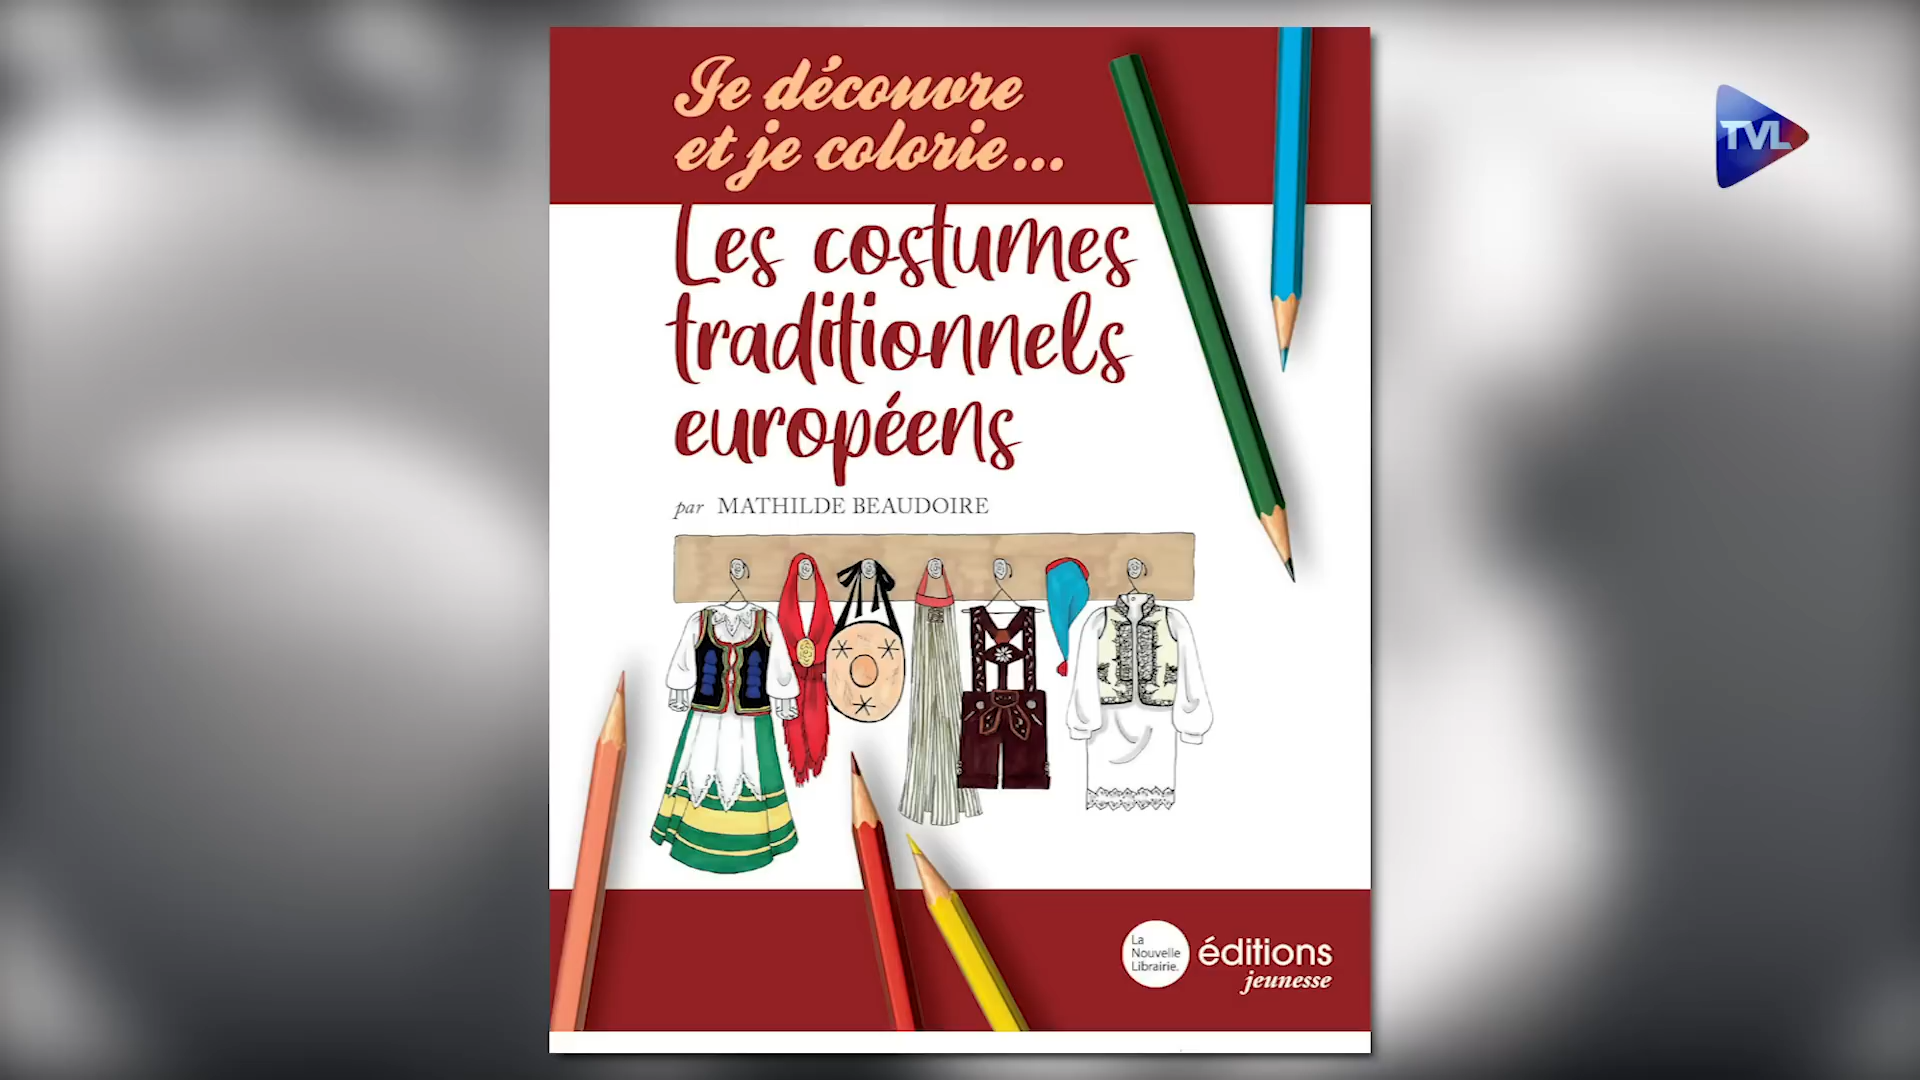 Je découvre
et je colorie...
Les costumes
traditionnels
européens
par MATHILDE BEAUDOIRE
La
Nouvelle
Librairie.
éditions
jeunesse
TVL